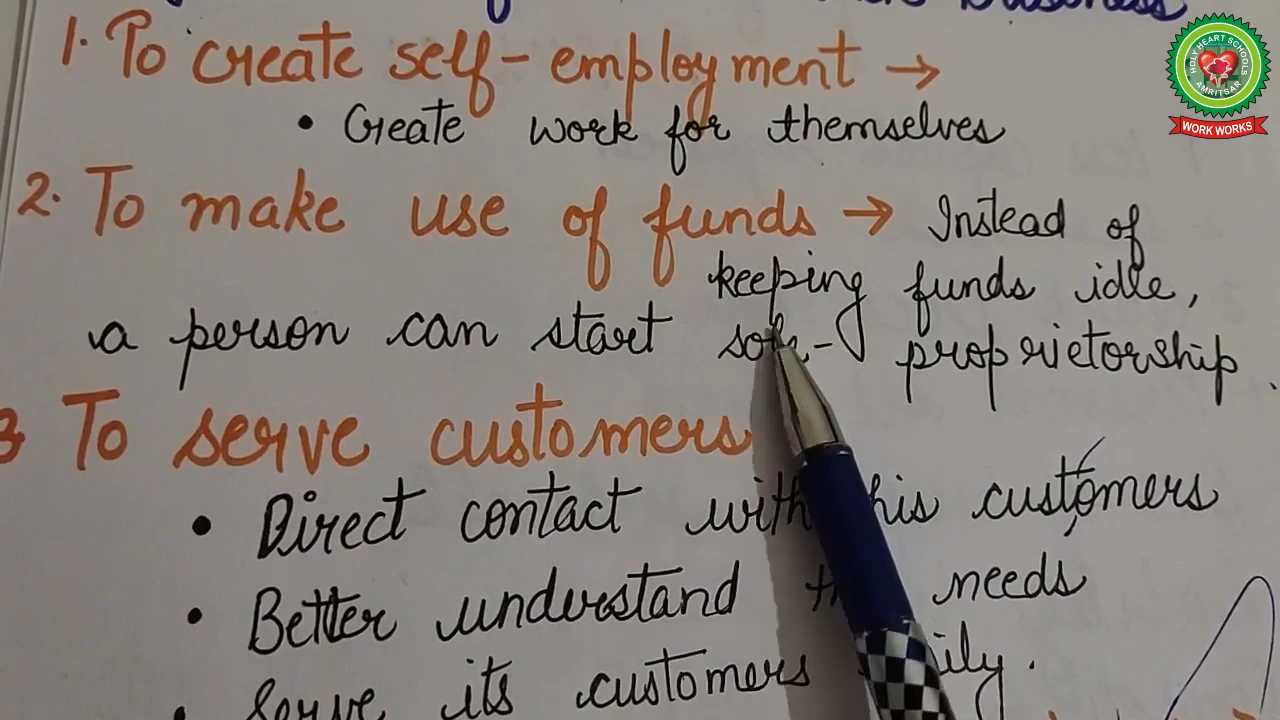 business
1. To create self-employment →
• Create work for themselves
2. To make use of funds → Instead of
keeping funds idle,
a person can start sole- proprietorship.
3. To serve customers
• Direct contact with his customers
• Better understand needs
• Serve its customers
HOLY HEART SCHOOLS
AMRITSAR
WORK WORKS